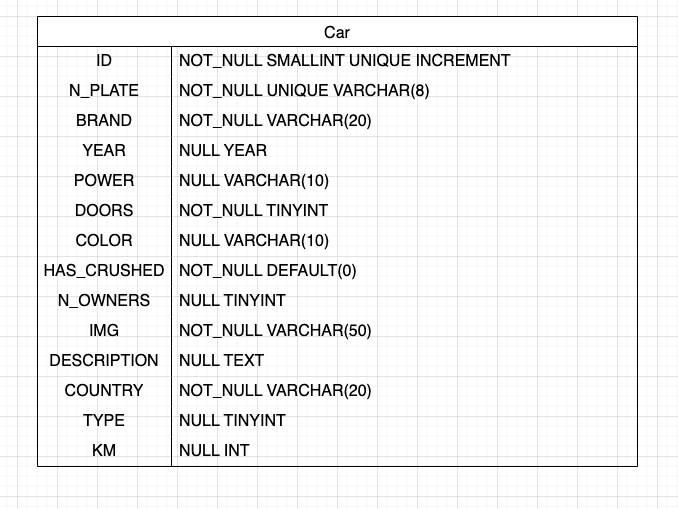 Car
ID NOT_NULL SMALLINT UNIQUE INCREMENT
N_PLATE NOT_NULL UNIQUE VARCHAR(8)
BRAND NOT_NULL VARCHAR(20)
YEAR NULL YEAR
POWER NULL VARCHAR(10)
DOORS NOT_NULL TINYINT
COLOR NULL VARCHAR(10)
HAS_CRUSHED NOT_NULL DEFAULT(0)
N_OWNERS NULL TINYINT
IMG NOT_NULL VARCHAR(50)
DESCRIPTION NULL TEXT
COUNTRY NOT_NULL VARCHAR(20)
TYPE NULL TINYINT
KM NULL INT